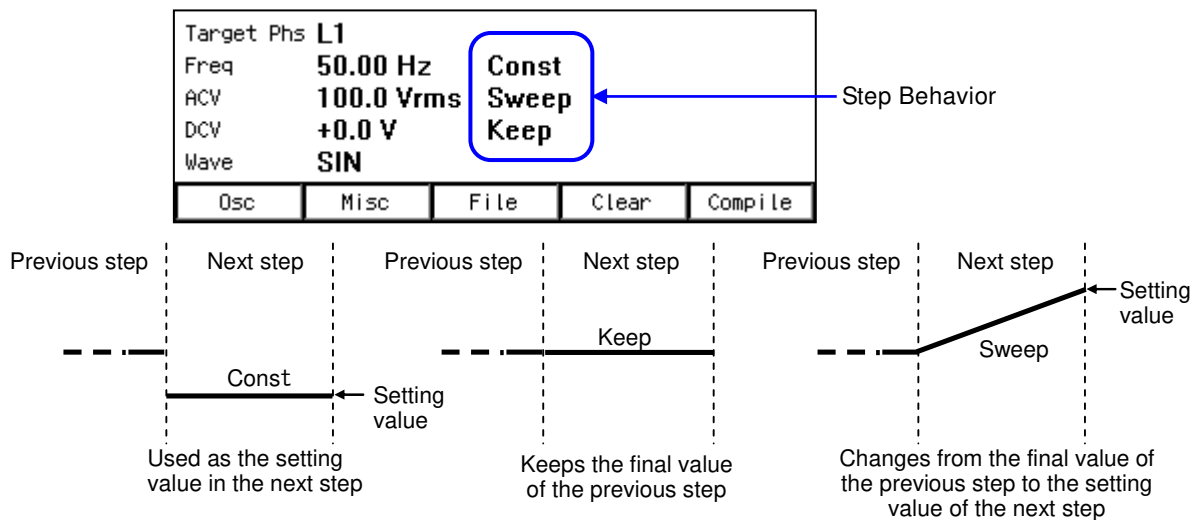 Target Phs L1
Freq 50.00 Hz Const
ACV 100.0 Vrms Sweep
DCV +0.0 V Keep
Wave SIN
Step Behavior
Osc Misc File Clear Compile
Previous step Next step Previous step Next step Previous step Next step
Setting
value
Keep
Sweep
Const
Setting
value
Used as the setting
value in the next step
Keeps the final value
of the previous step
Changes from the final value of
the previous step to the setting
value of the next step